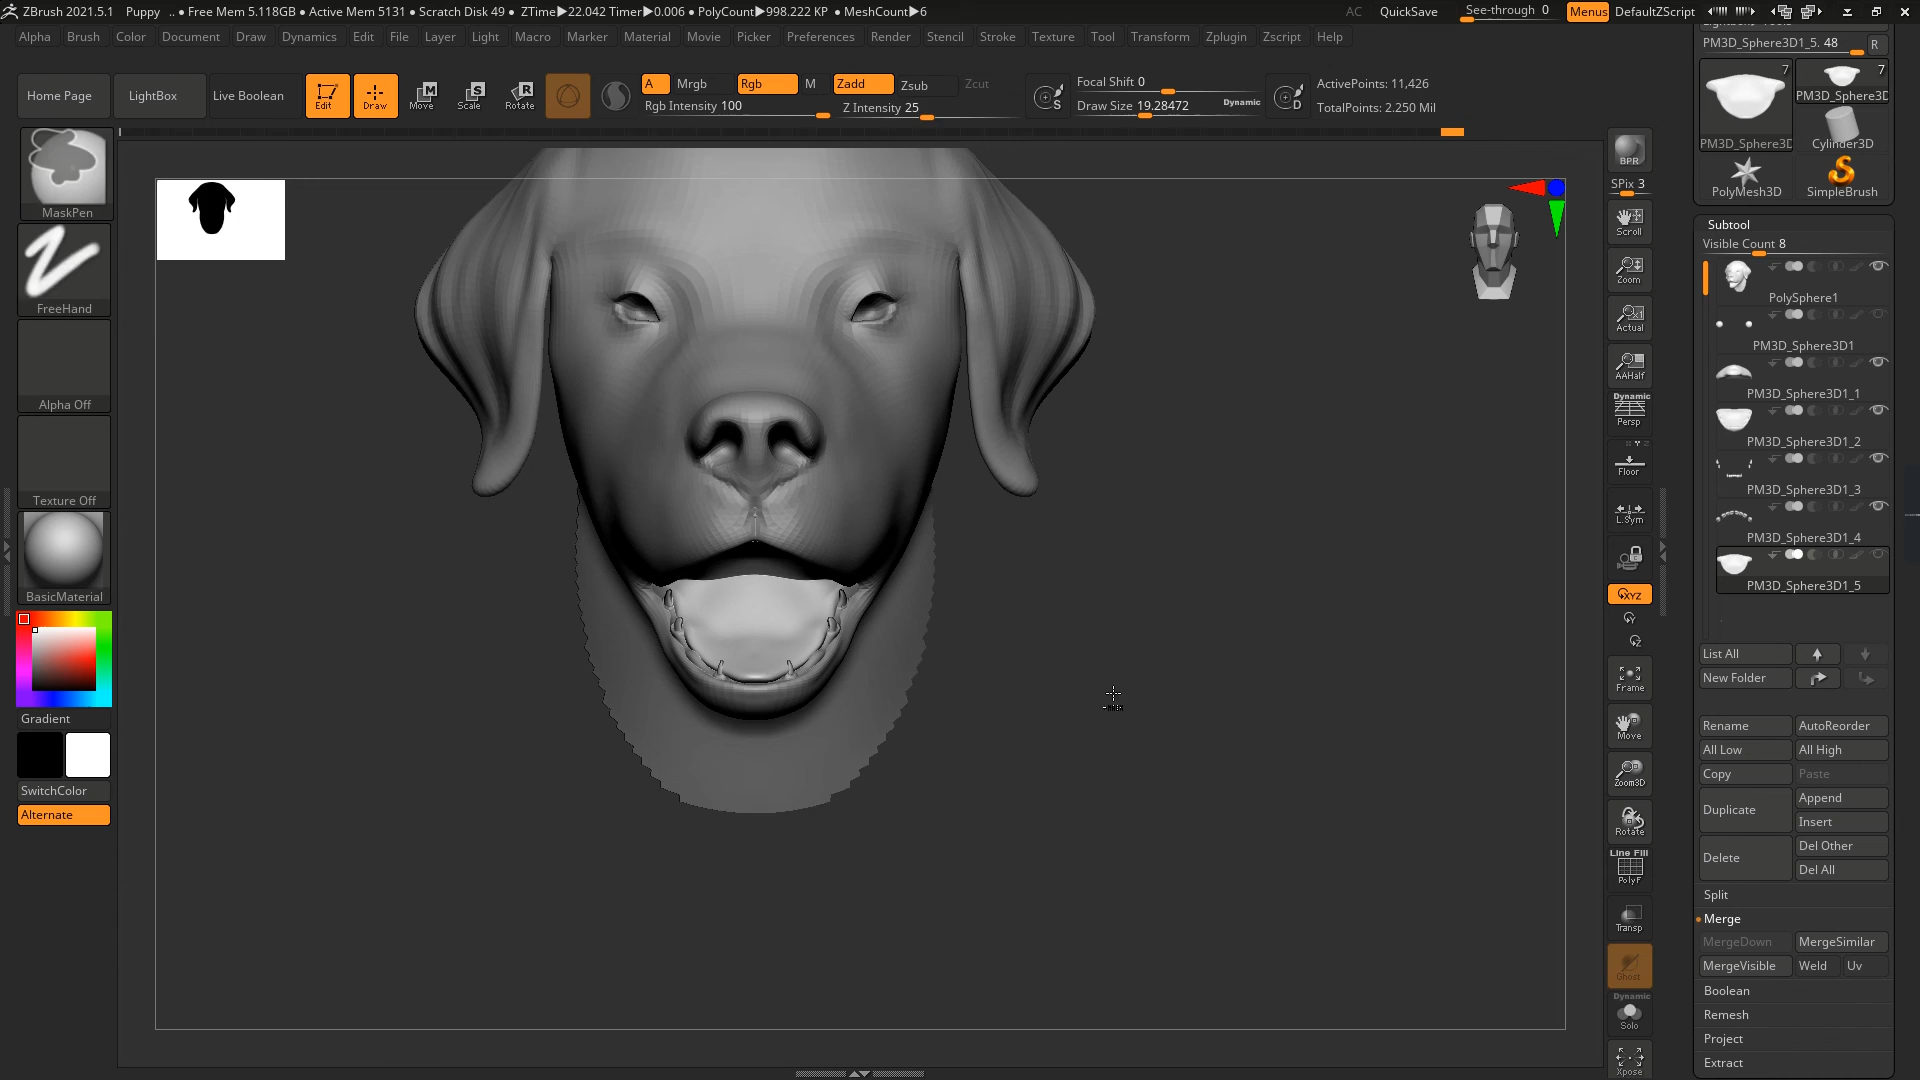 ZBrush 2021.5.1 Puppy .. • Free Mem 5.118GB • Active Mem 5131 • Scratch Disk 49 • ZTime▶22.042 Timer▶0.006 • PolyCount▶998.222 KP • MeshCount▶6 AC QuickSave See-through 0 Menus DefaultZScript
Alpha Brush Color Document Draw Dynamics Edit File Layer Light Macro Marker Material Movie Picker Preferences Render Stencil Stroke Texture Tool Transform Zplugin Zscript Help
Home Page LightBox Live Boolean Edit Draw Move Scale Rotate
A Mrgb Rgb M Zadd Zsub Zcut
Rgb Intensity 100 Z Intensity 25
S Focal Shift 0
Draw Size 19.28472 Dynamic D
ActivePoints: 11,426
TotalPoints: 2.250 Mil
MaskPen
FreeHand
Alpha Off
Texture Off
BasicMaterial
Gradient
SwitchColor
Alternate
BPR
SPix 3
Scroll
Zoom
Actual
AAHalf
Dynamic
Persp
Floor
L.Sym
XYZ
Y
Z
Frame
Move
Zoom3D
Rotate
Line Fill
PolyF
Transp
Ghost
Dynamic
Solo
Xpose
PM3D_Sphere3D1_5. 48 R
7
7
PM3D_Sphere3D
PM3D_Sphere3D
Cylinder3D
PolyMesh3D SimpleBrush
Subtool
Visible Count 8
PolySphere1
PM3D_Sphere3D1
PM3D_Sphere3D1_1
PM3D_Sphere3D1_2
PM3D_Sphere3D1_3
PM3D_Sphere3D1_4
PM3D_Sphere3D1_5
List All
New Folder
Rename AutoReorder
All Low All High
Copy Paste
Duplicate Append
Insert
Delete Del Other
Del All
Split
Merge
MergeDown MergeSimilar
MergeVisible Weld Uv
Boolean
Remesh
Project
Extract